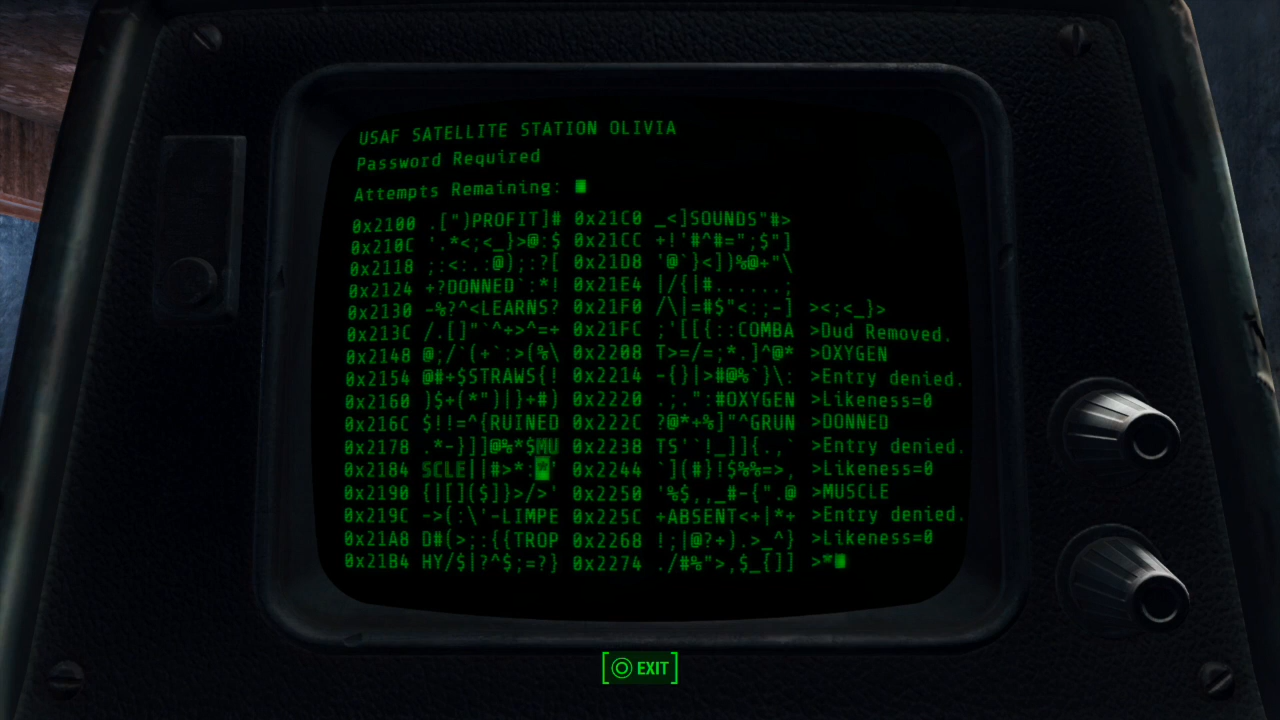 USAF SATELLITE STATION OLIVIA
Password Required
Attempts Remaining:
0x2100 .[")PROFIT]# 0x21C0 _<]SOUNDS"#>
0x210C '.*<;<_}>@:$ 0x21CC +!'#^#=";$"]
0x2118 ;:<:.:@);:?[ 0x21D8 '@`}<])%@+"\
0x2124 +?DONNED`:*! 0x21E4 |/{|#......;
0x2130 -%?^<LEARNS? 0x21F0 /\|=#$"<:;-] ><;<_}>
0x213C /.[]"`^+>^=+ 0x21FC ;'[[{::COMBA >Dud Removed.
0x2148 @;/`(+`:>(%\ 0x2208 T>=/=;*.]^@* >OXYGEN
0x2154 @#+$STRAWS{! 0x2214 -{}|>#@%`}\: >Entry denied.
0x2160 )$+(*")|}+#) 0x2220 .;.":#OXYGEN >Likeness=0
0x216C $!!=^{RUINED 0x222C ?@*+%]"^GRUN >DONNED
0x2178 .*-}]]@%*$MU 0x2238 TS'`!_]]{.,` >Entry denied.
0x2184 SCLE||#>*:*' 0x2244 `](#}!$%%=>, >Likeness=0
0x2190 {|[]($]}>/>' 0x2250 '%$,,_#-{".@ >MUSCLE
0x219C ->(:\'-LIMPE 0x225C +ABSENT<+|*+ >Entry denied.
0x21A8 D#(>;:{{TROP 0x2268 !;|@?+).>_^} >Likeness=0
0x21B4 HY/$|?^$;=?} 0x2274 ./#%">,$_{]] >*
[EXIT]